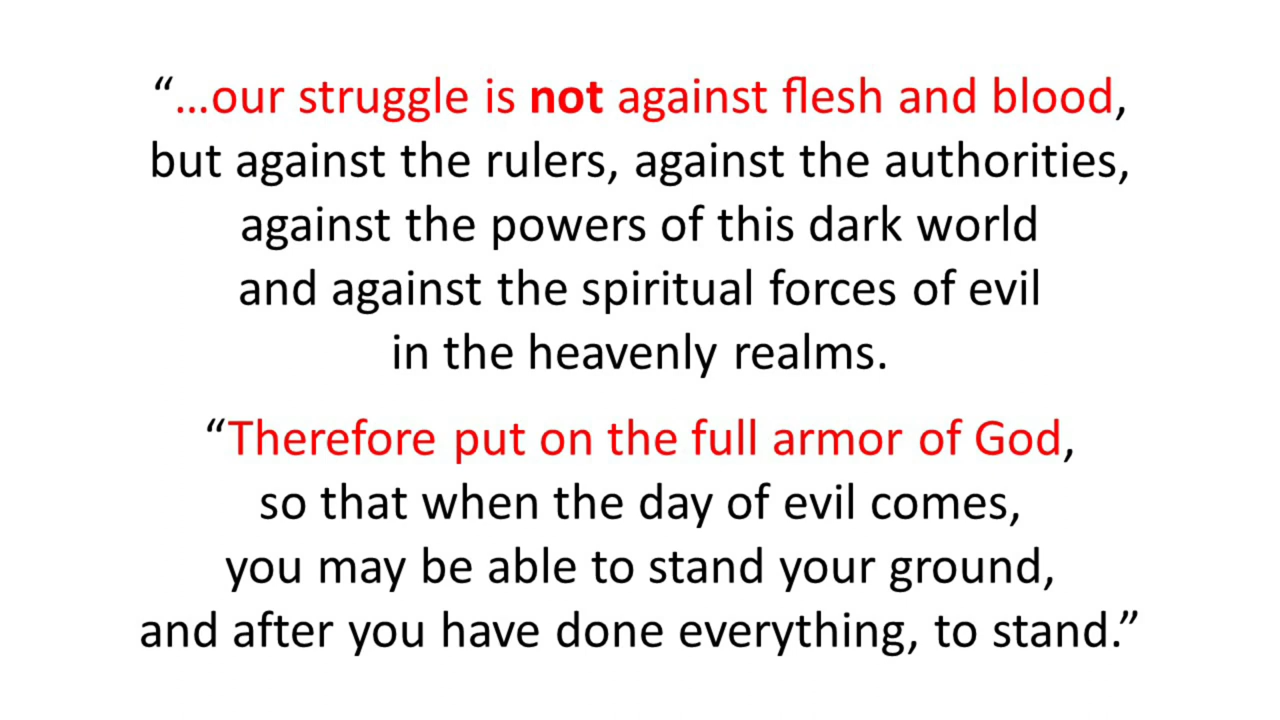 “...our struggle is not against flesh and blood,
but against the rulers, against the authorities,
against the powers of this dark world
and against the spiritual forces of evil
in the heavenly realms.
“Therefore put on the full armor of God,
so that when the day of evil comes,
you may be able to stand your ground,
and after you have done everything, to stand.”